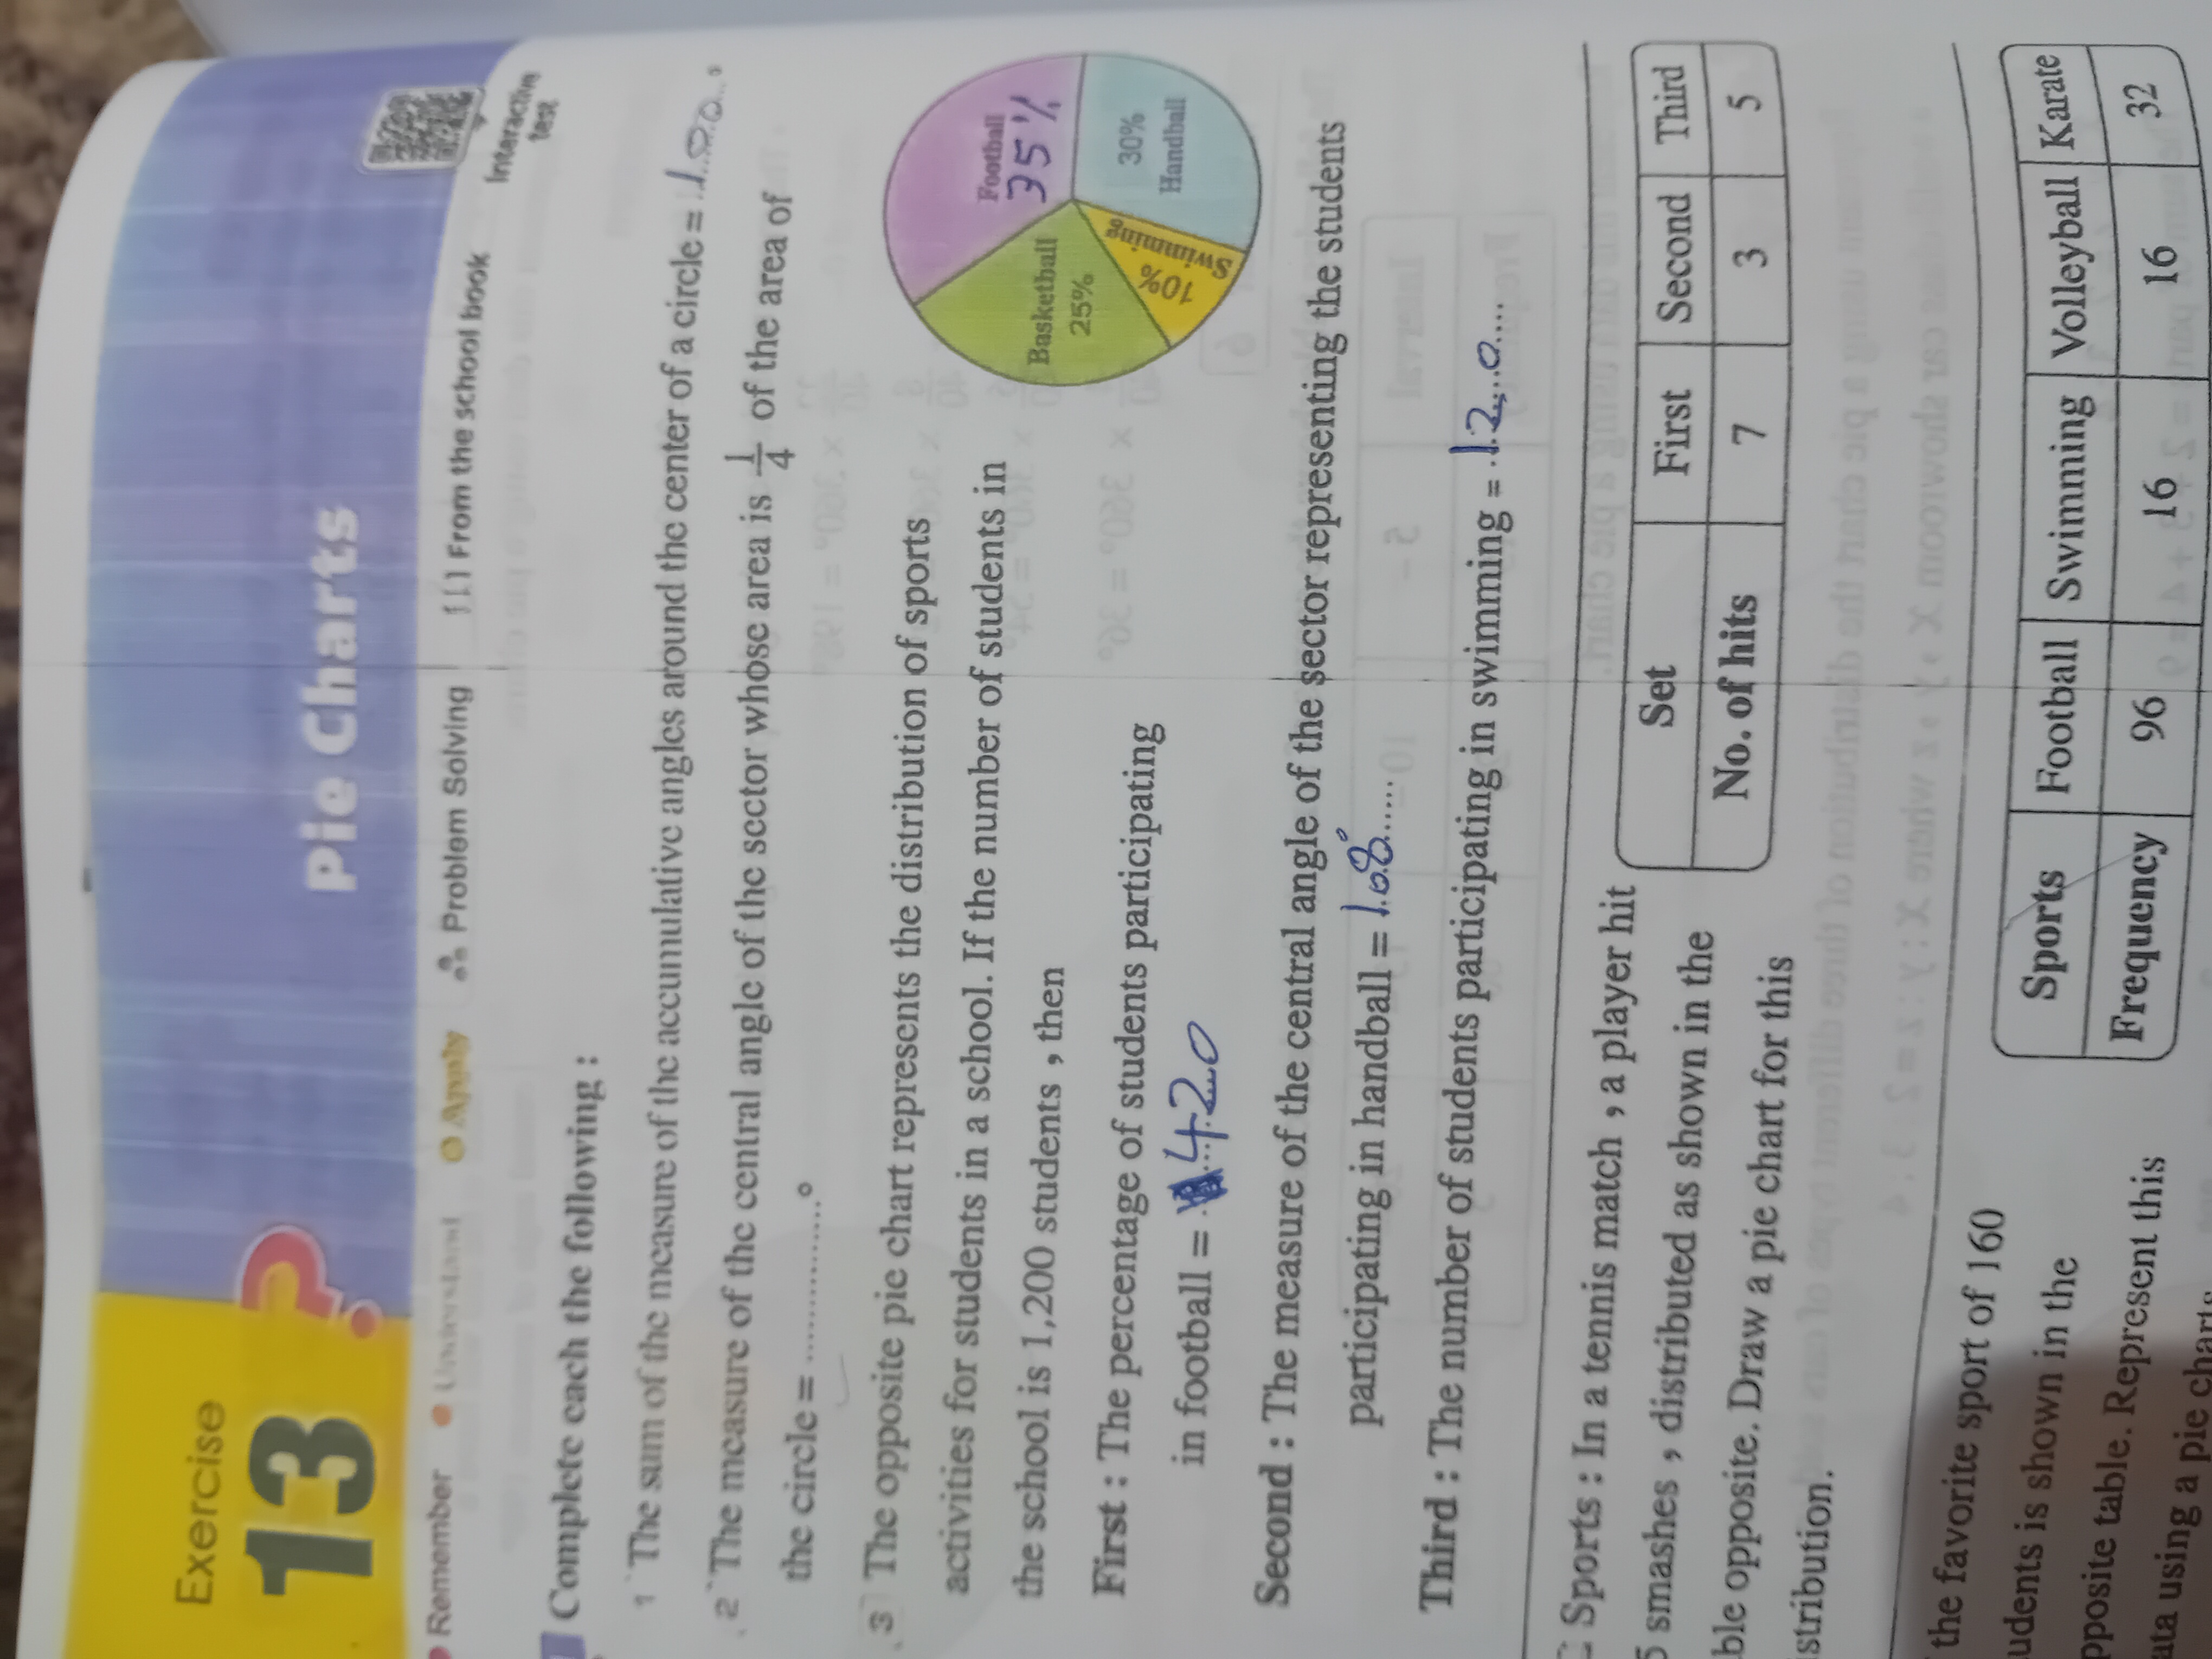 Exercise
13
Pie Charts
Remember Understand Apply Problem Solving From the school book
Interactive
test
Complete each the following :
1 The sum of the measure of the accumulative angles around the center of a circle = 100 °
2 The measure of the central angle of the sector whose area is 1/4 of the area of
the circle = ...............°
3 The opposite pie chart represents the distribution of sports
activities for students in a school. If the number of students in
the school is 1,200 students , then
First : The percentage of students participating
in football = 420
Football
35%
Basketball
25%
10%
Swimming
30%
Handball
Second : The measure of the central angle of the sector representing the students
participating in handball = 108°
Third : The number of students participating in swimming = 120
Sports : In a tennis match , a player hit
5 smashes , distributed as shown in the
ble opposite. Draw a pie chart for this
stribution.
Set First Second Third
No. of hits 7 3 5
the favorite sport of 160
udents is shown in the
pposite table. Represent this
ata using a pie charts
Sports Football Swimming Volleyball Karate
Frequency 96 16 16 32